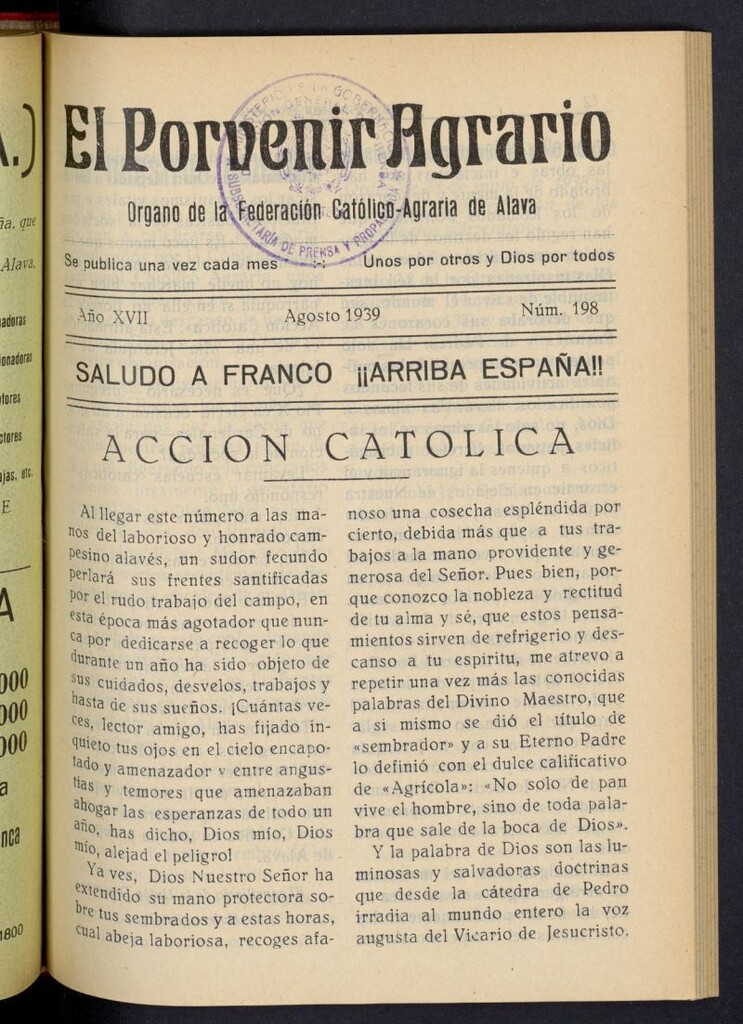 El Porvenir Agrario
Organo de la Federación Católico-Agraria de Alava
Se publica una vez cada mes -:- Unos por otros y Dios por todos
Año XVII Agosto 1939 Núm. 198
SALUDO A FRANCO ¡¡ARRIBA ESPAÑA!!
ACCION CATOLICA
Al llegar este número a las ma-
nos del laborioso y honrado cam-
pesino alavés, un sudor fecundo
perlará sus frentes santificadas
por el rudo trabajo del campo, en
esta época más agotador que nun-
ca por dedicarse a recoger lo que
durante un año ha sido objeto de
sus cuidados, desvelos, trabajos y
hasta de sus sueños. ¡Cuántas ve-
ces, lector amigo, has fijado in-
quieto tus ojos en el cielo encapo-
tado y amenazador y entre angus-
tias y temores que amenazaban
ahogar las esperanzas de todo un
año, has dicho, Dios mío, Dios
mío, alejad el peligro!
Ya ves, Dios Nuestro Señor ha
extendido su mano protectora so-
bre tus sembrados y a estas horas,
cual abeja laboriosa, recoges afa-
noso una cosecha espléndida por
cierto, debida más que a tus tra-
bajos a la mano providente y ge-
nerosa del Señor. Pues bien, por-
que conozco la nobleza y rectitud
de tu alma y sé, que estos pensa-
mientos sirven de refrigerio y des-
canso a tu espiritu, me atrevo a
repetir una vez más las conocidas
palabras del Divino Maestro, que
a si mismo se dió el título de
«sembrador» y a su Eterno Padre
lo definió con el dulce calificativo
de «Agrícola»: «No solo de pan
vive el hombre, sino de toda pala-
bra que sale de la boca de Dios».
Y la palabra de Dios son las lu-
minosas y salvadoras doctrinas
que desde la cátedra de Pedro
irradia al mundo entero la voz
augusta del Vicario de Jesucristo.
SUBSECRETARÍA DE PRENSA Y PROPAGANDA
.)
que
Alava,
etc.
E
A
000
000
000
a
nca
1800